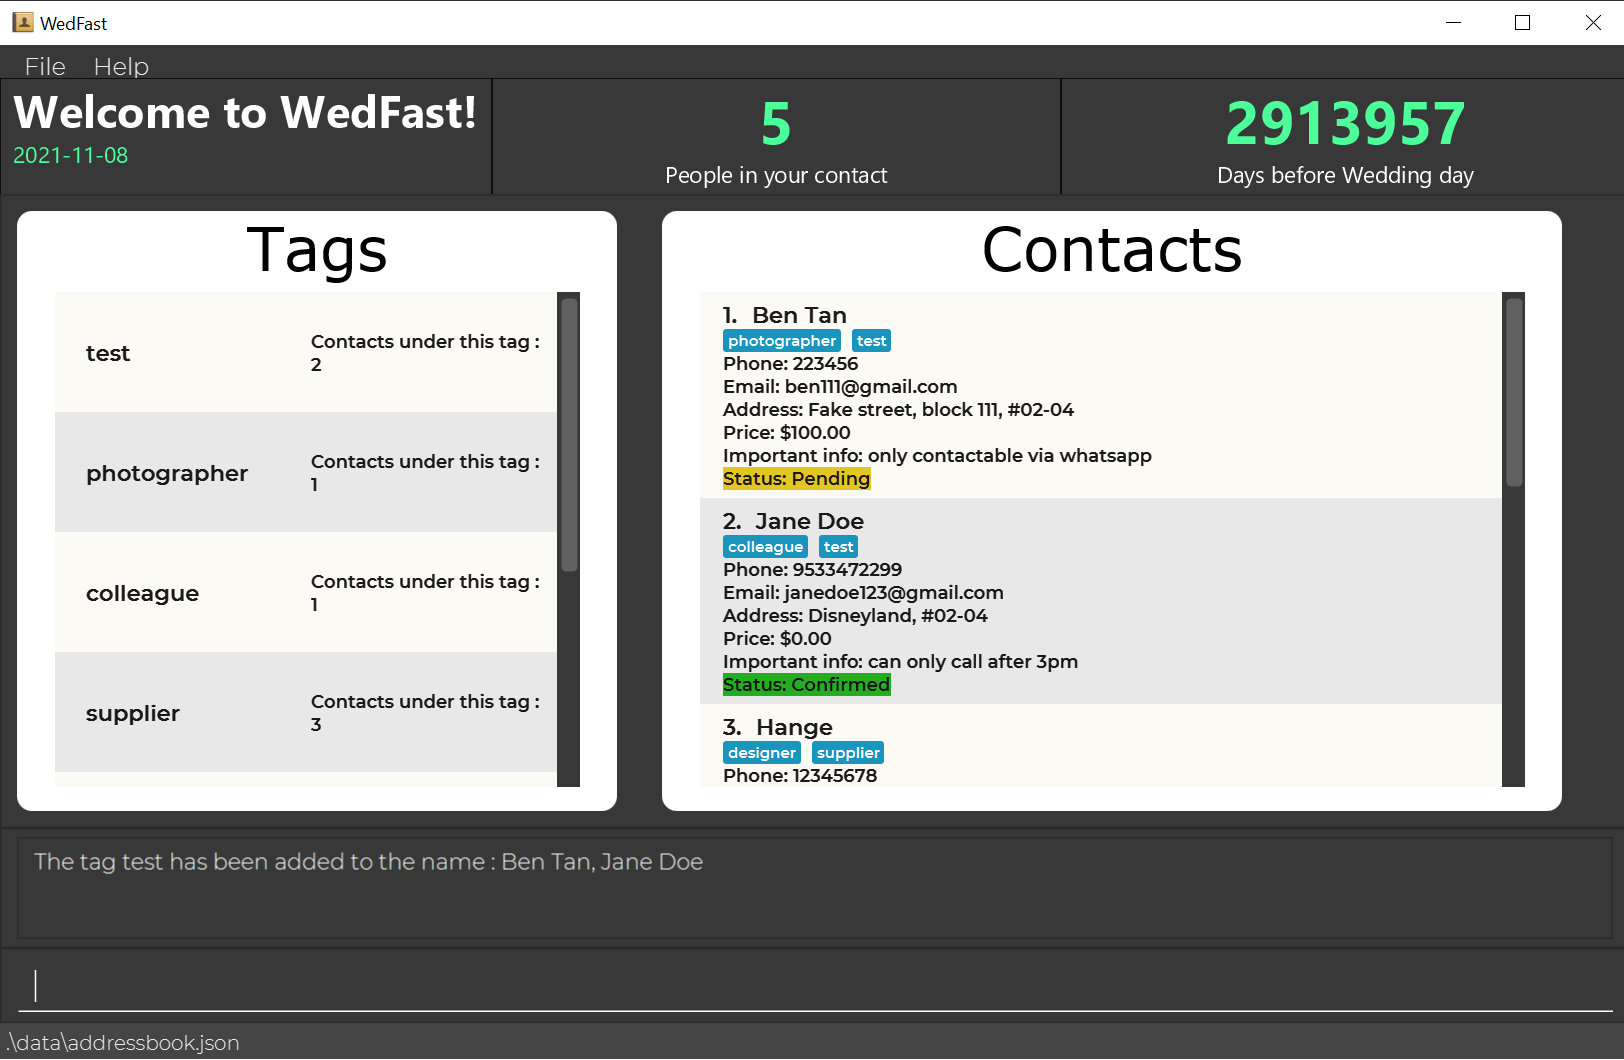 WedFast
File Help
Welcome to WedFast!
2021-11-08
5
People in your contact
2913957
Days before Wedding day
Tags
test
Contacts under this tag :
2
photographer
Contacts under this tag :
1
colleague
Contacts under this tag :
1
supplier
Contacts under this tag :
3
Contacts
1. Ben Tan
photographer test
Phone: 223456
Email: ben111@gmail.com
Address: Fake street, block 111, #02-04
Price: $100.00
Important info: only contactable via whatsapp
Status: Pending
2. Jane Doe
colleague test
Phone: 9533472299
Email: janedoe123@gmail.com
Address: Disneyland, #02-04
Price: $0.00
Important info: can only call after 3pm
Status: Confirmed
3. Hange
designer supplier
Phone: 12345678
The tag test has been added to the name : Ben Tan, Jane Doe
.\data\addressbook.json